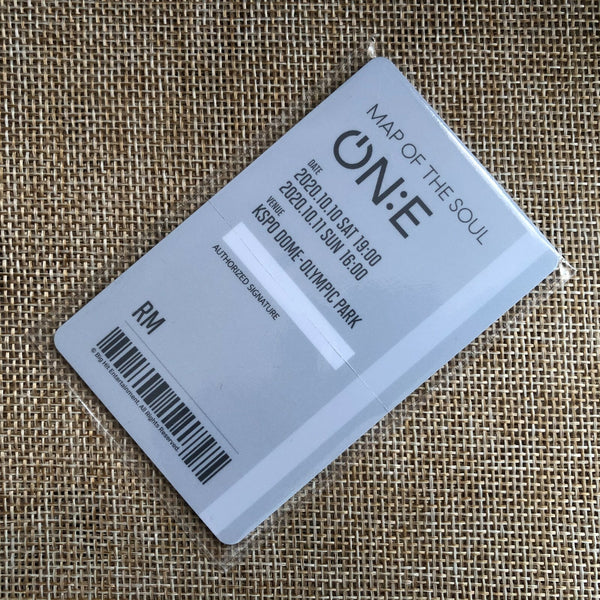 MAP OF THE SOUL
ON:E
DATE
2020.10.10 SAT 19:00
2020.10.11 SUN 16:00
VENUE
KSPO DOME· OLYMPIC PARK
AUTHORIZED SIGNATURE
RM
© Big Hit Entertainment. All Rights Reserved.